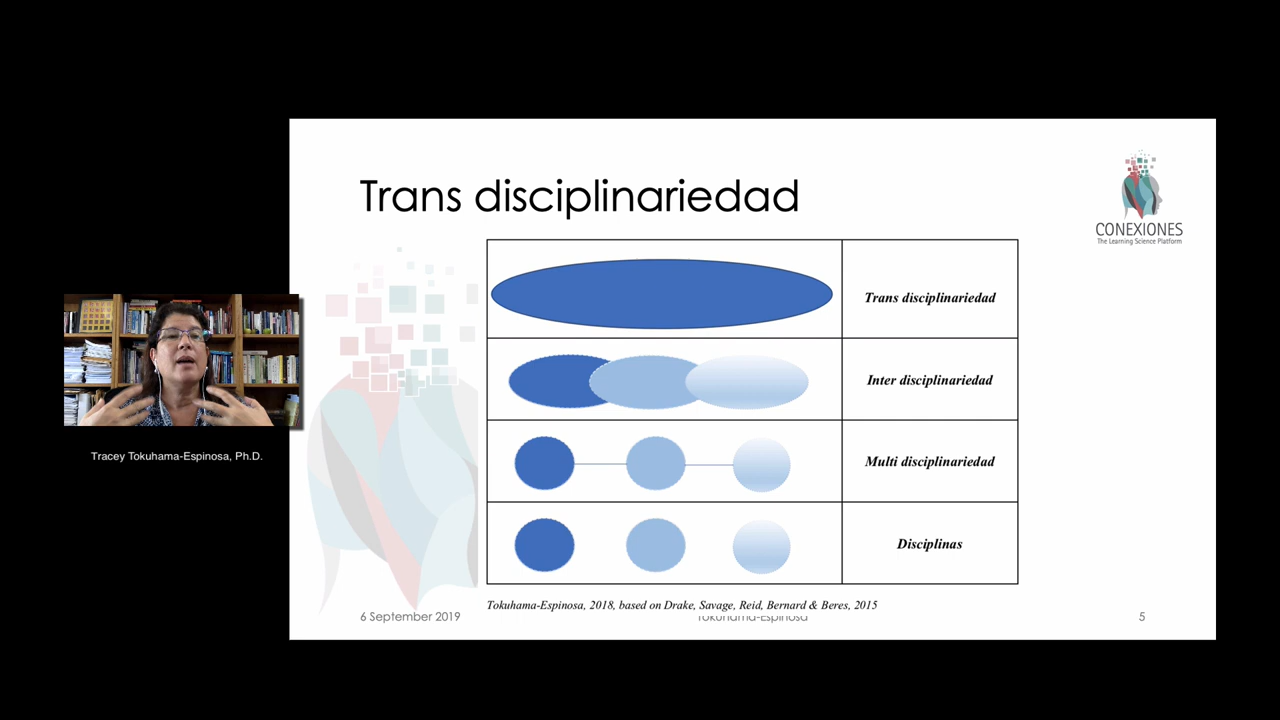 Trans disciplinariedad
CONEXIONES
The Learning Science Platform
Trans disciplinariedad
Inter disciplinariedad
Multi disciplinariedad
Disciplinas
Tracey Tokuhama-Espinosa, Ph.D.
Tokuhama-Espinosa, 2018, based on Drake, Savage, Reid, Bernard & Beres, 2015
6 September 2019
Tokuhama-Espinosa
5